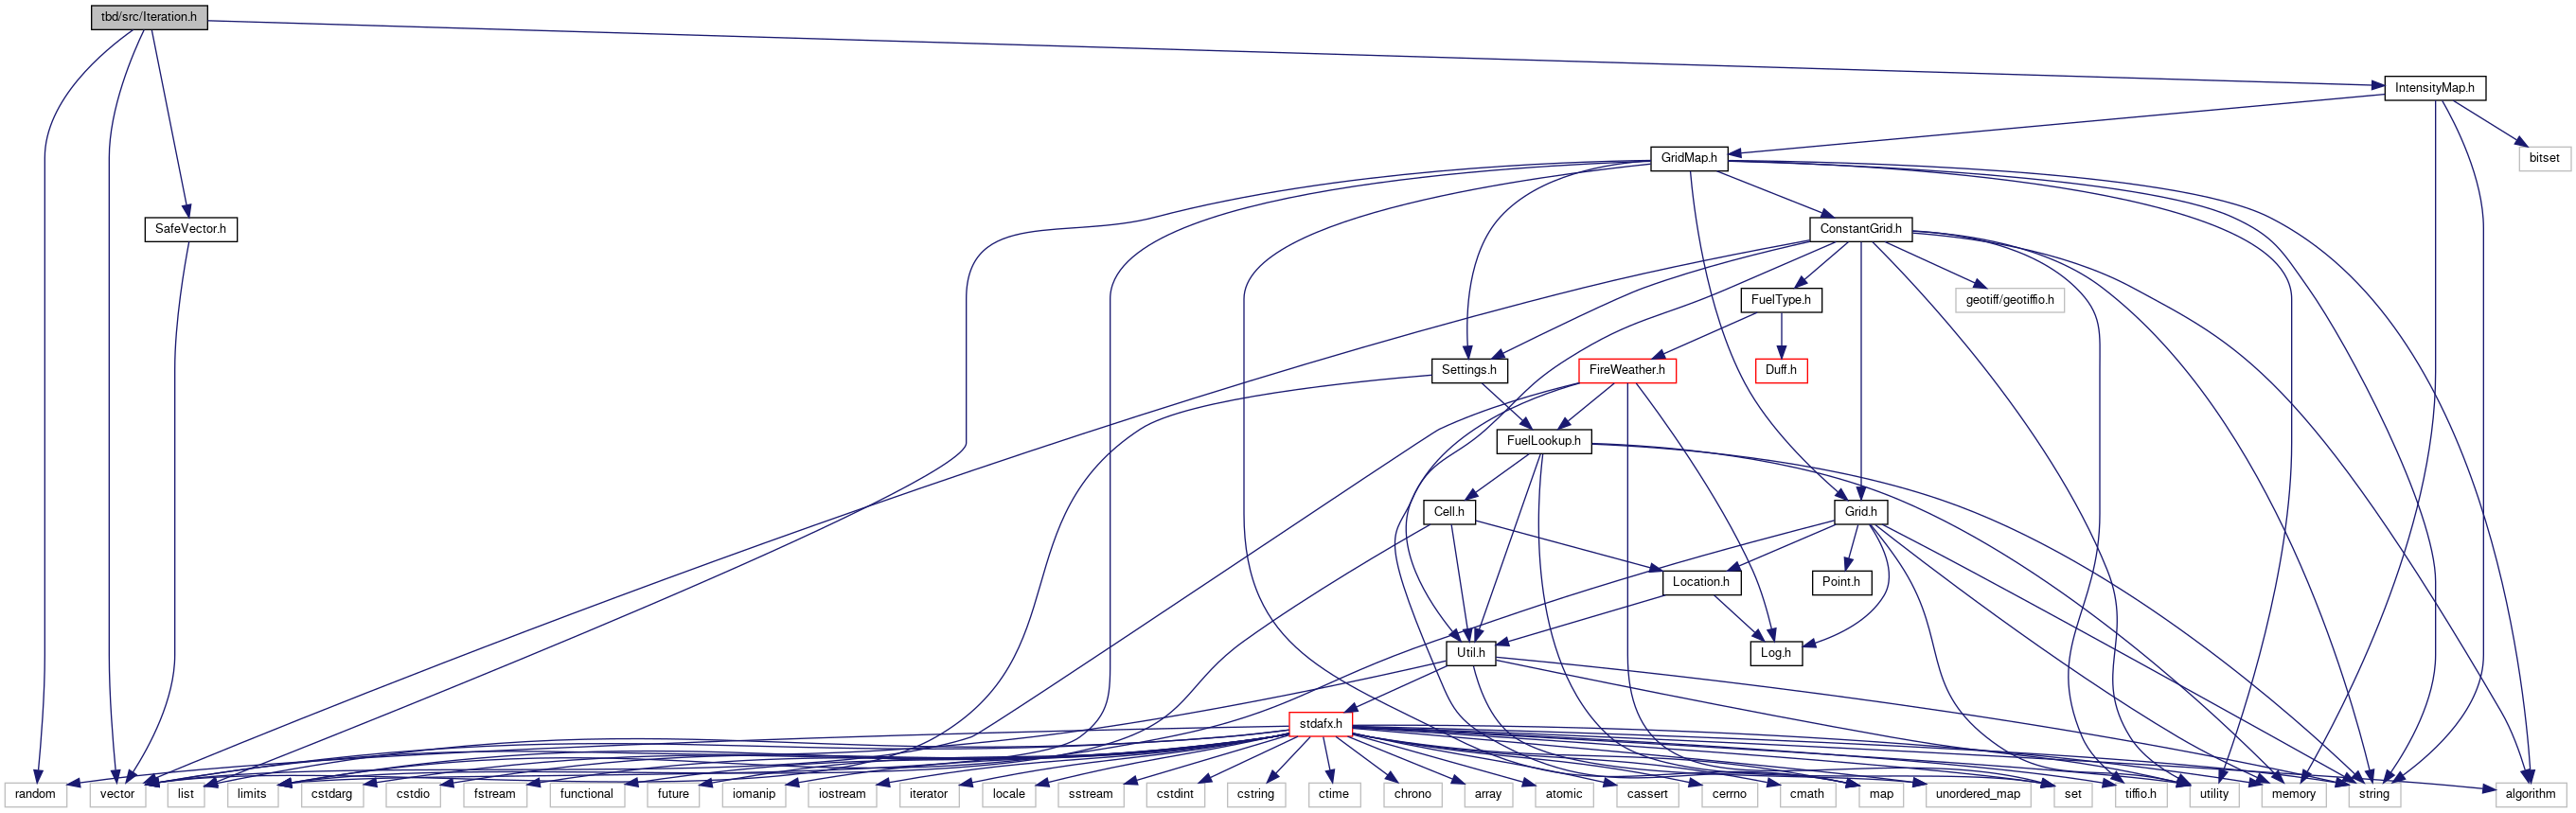 tbd/src/Iteration.h
IntensityMap.h
GridMap.h
bitset
SafeVector.h
ConstantGrid.h
FuelType.h
geotiff/geotiffio.h
Settings.h
FireWeather.h
Duff.h
FuelLookup.h
Cell.h
Grid.h
Location.h
Point.h
Util.h
Log.h
stdafx.h
random
vector
list
limits
cstdarg
cstdio
fstream
functional
future
iomanip
iostream
iterator
locale
sstream
cstdint
cstring
ctime
chrono
array
atomic
cassert
cerrno
cmath
map
unordered_map
set
tiffio.h
utility
memory
string
algorithm